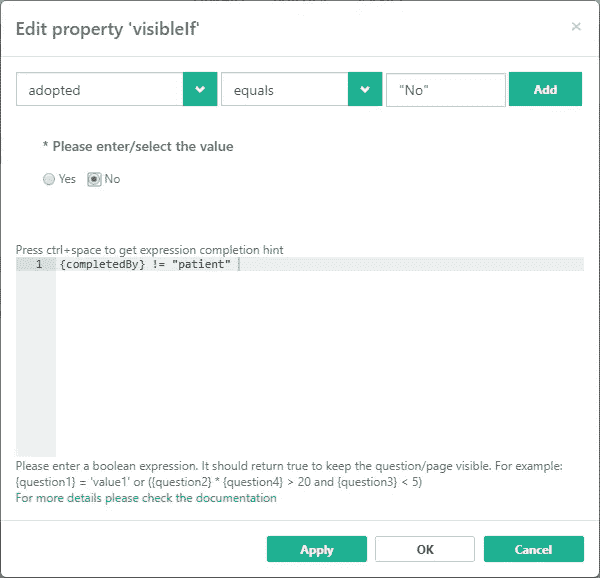 Edit property 'visibleIf'
×
adopted equals "No" Add
* Please enter/select the value
Yes No
Press ctrl+space to get expression completion hint
1 {completedBy} != "patient"
Please enter a boolean expression. It should return true to keep the question/page visible. For example:
{question1} = 'value1' or ({question2} * {question4} > 20 and {question3} < 5)
For more details please check the documentation
Apply OK Cancel